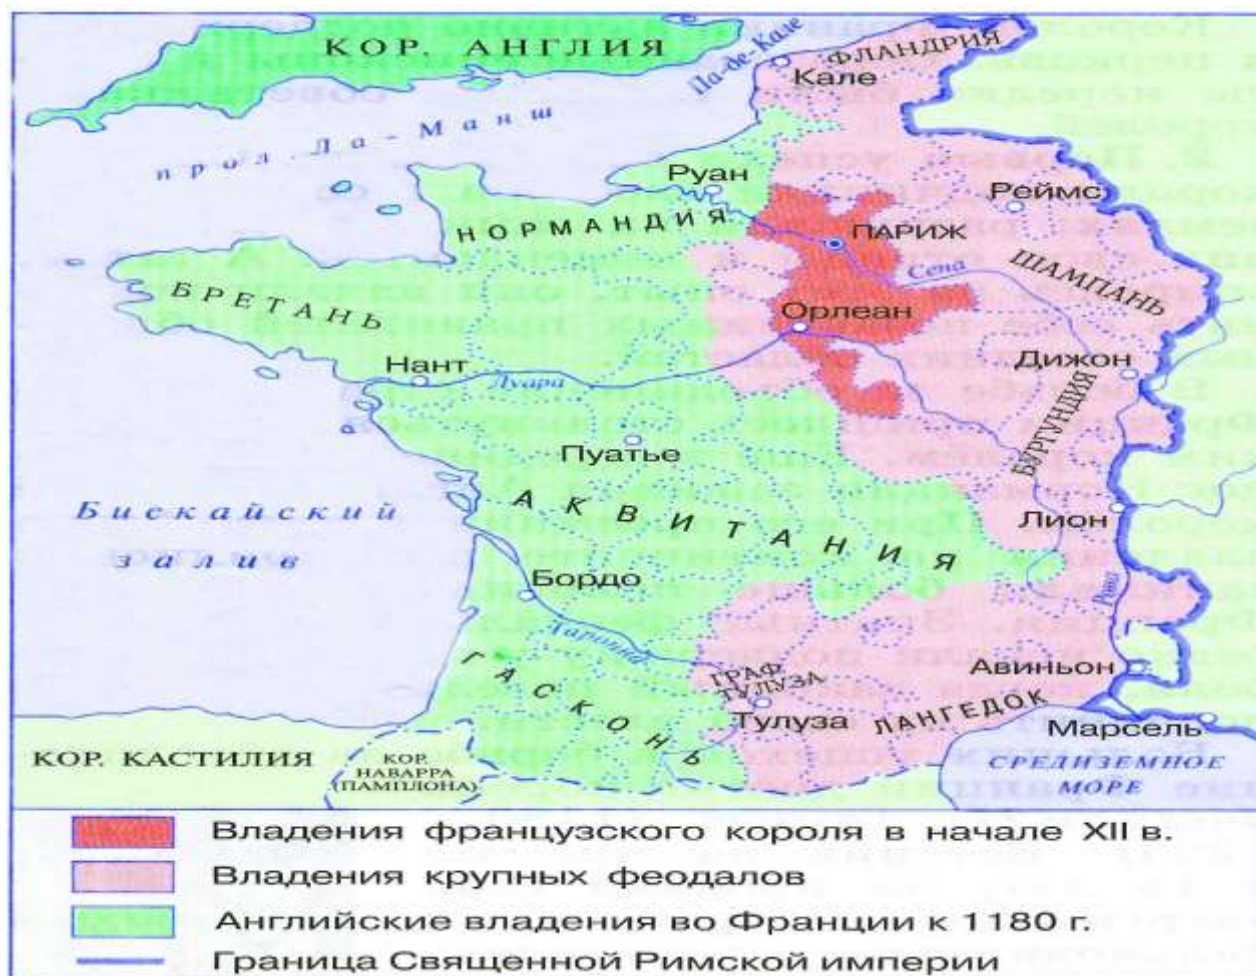 КОР. АНГЛИЯ
Па-де-Кале
ФЛАНДРИЯ
Кале
прол. Ла-Манш
Руан
НОРМАНДИЯ
Реймс
ПАРИЖ
Сена
ШАМПАНЬ
БРЕТАНЬ
Орлеан
Нант
Луара
Дижон
БУРГУНДИЯ
Пуатье
АКВИТАНИЯ
Бискайский
залив
Лион
Бордо
Рона
Гаронна
ГАСКОНЬ
ГРАФ.
ТУЛУЗА
Тулуза
Авиньон
ЛАНГЕДОК
Марсель
КОР. КАСТИЛИЯ
КОР.
НАВАРРА
(ПАМПЛОНА)
СРЕДИЗЕМНОЕ
МОРЕ
Владения французского короля в начале XII в.
Владения крупных феодалов
Английские владения во Франции к 1180 г.
Граница Священной Римской империи